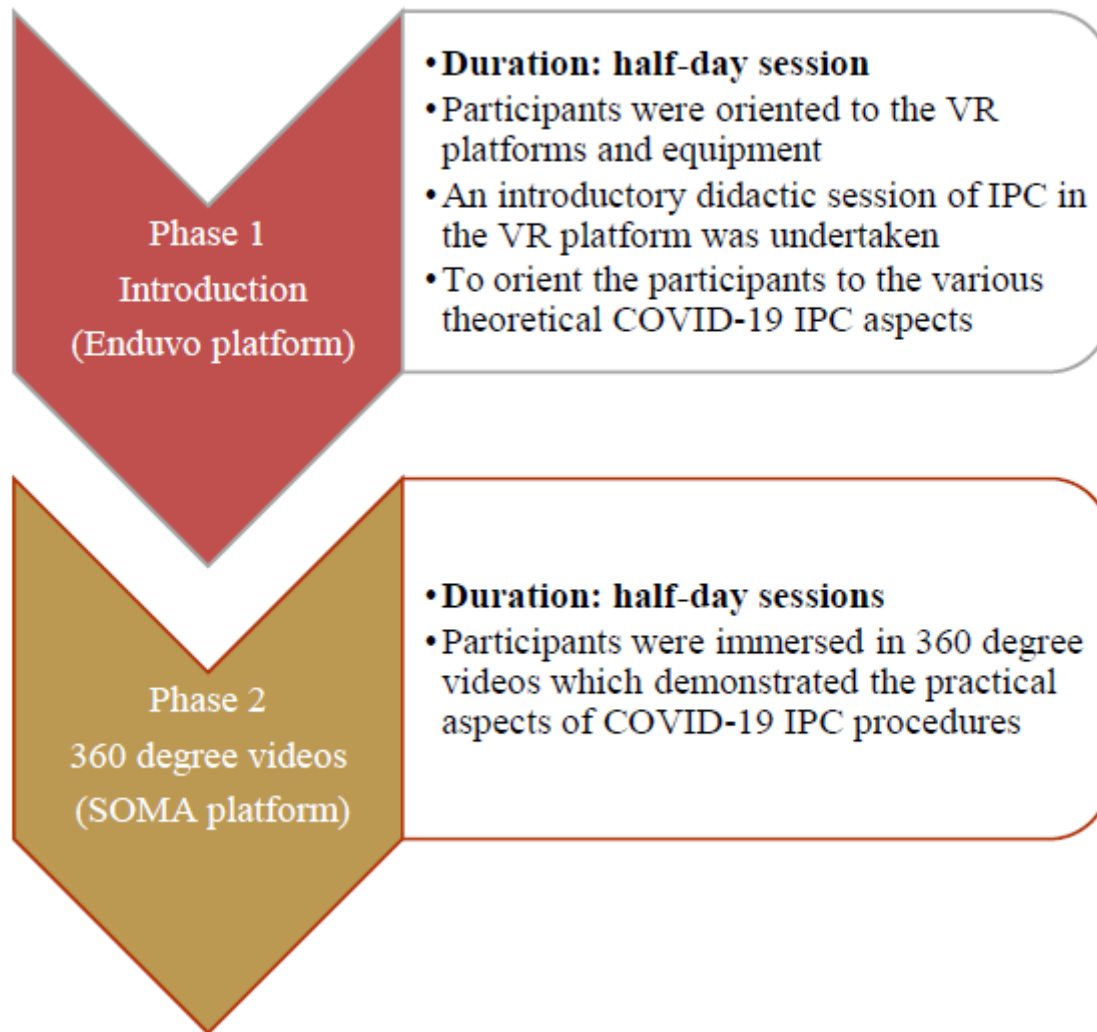 Phase 1
Introduction
(Enduvo platform)
•Duration: half-day session
•Participants were oriented to the VR
platforms and equipment
•An introductory didactic session of IPC in
the VR platform was undertaken
•To orient the participants to the various
theoretical COVID-19 IPC aspects
Phase 2
360 degree videos
(SOMA platform)
•Duration: half-day sessions
•Participants were immersed in 360 degree
videos which demonstrated the practical
aspects of COVID-19 IPC procedures